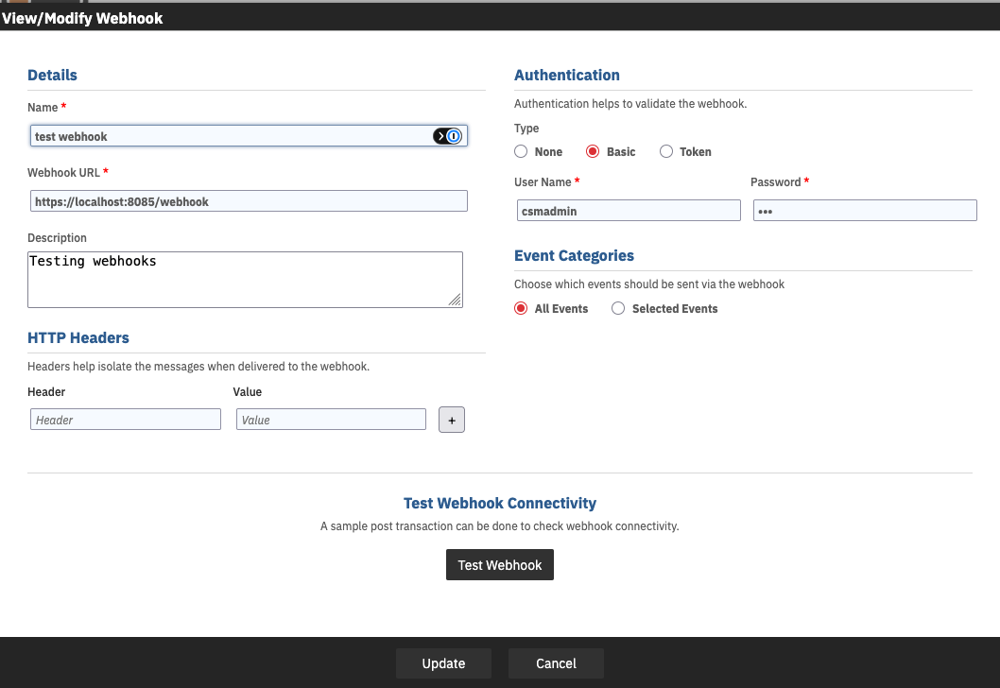 View/Modify Webhook
Details
Name *
test webhook
Webhook URL *
https://localhost:8085/webhook
Description
Testing webhooks
HTTP Headers
Headers help isolate the messages when delivered to the webhook.
Header Value
Header Value +
Authentication
Authentication helps to validate the webhook.
Type
None Basic Token
User Name * Password *
csmadmin •••
Event Categories
Choose which events should be sent via the webhook
All Events Selected Events
Test Webhook Connectivity
A sample post transaction can be done to check webhook connectivity.
Test Webhook
Update Cancel